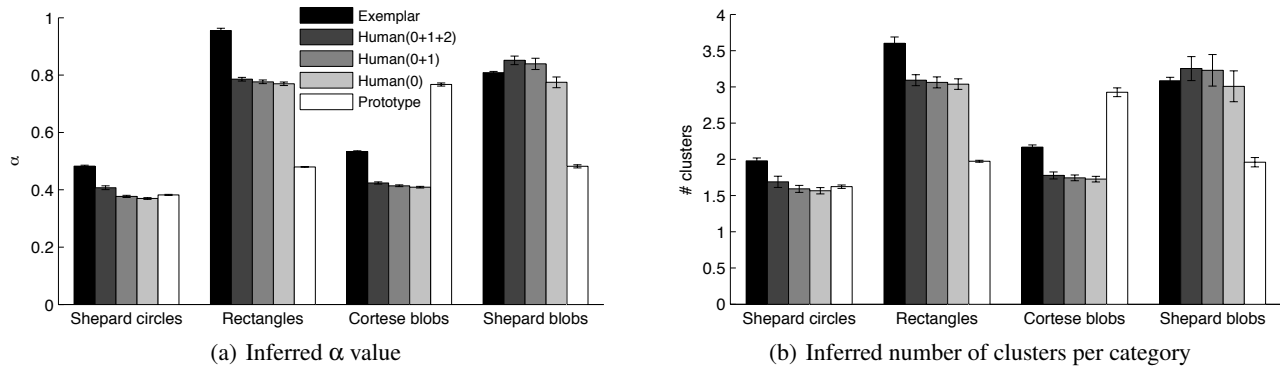 1
0.8
0.6
0.4
0.2
0
α
Exemplar
Human(0+1+2)
Human(0+1)
Human(0)
Prototype
Shepard circles Rectangles Cortese blobs Shepard blobs
(a) Inferred α value
4
3.5
3
2.5
2
1.5
1
0.5
0
# clusters
Shepard circles Rectangles Cortese blobs Shepard blobs
(b) Inferred number of clusters per category